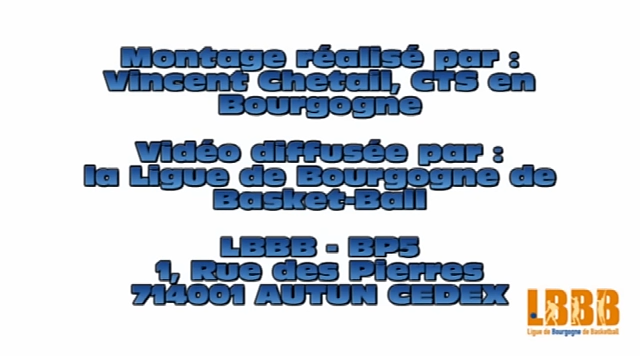 Montage réalisé par :
Vincent Chetail, CTS en
Bourgogne
Vidéo diffusée par :
la Ligue de Bourgogne de
Basket-Ball
LBBB - BP5
1, Rue des Pierres
714001 AUTUN CEDEX
LBBB
Ligue de Bourgogne de Basketball